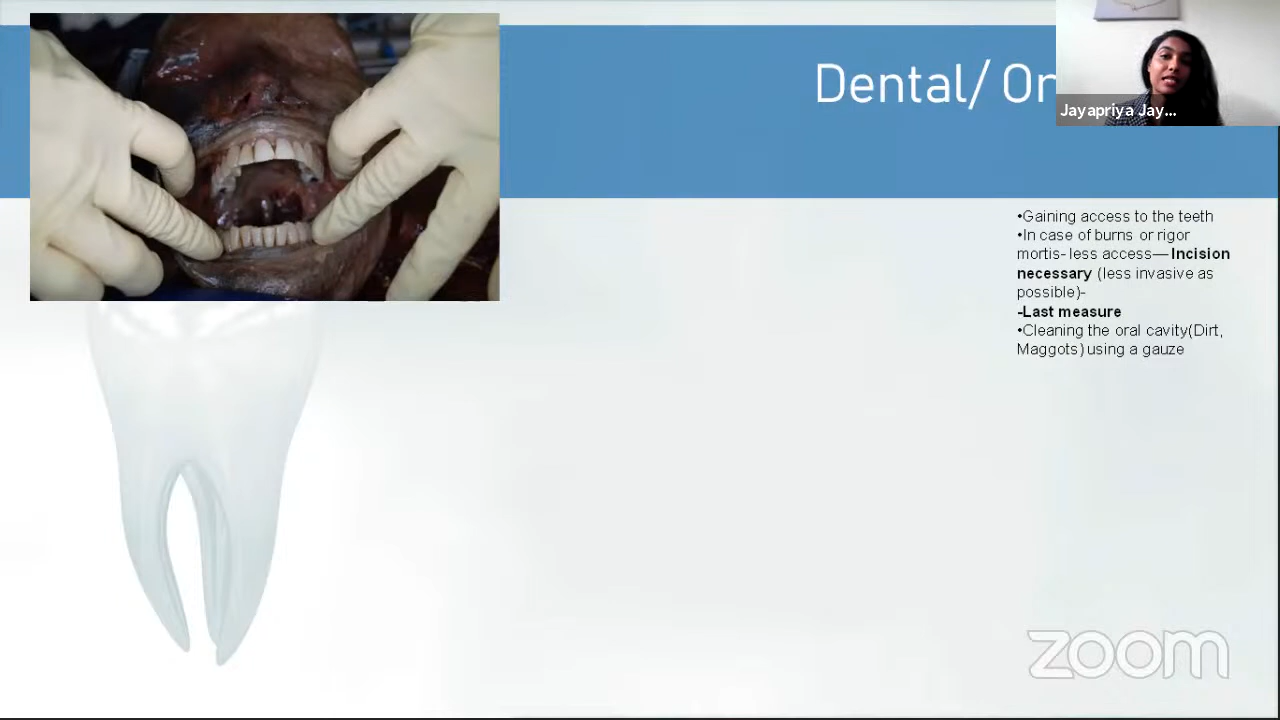 Dental/ Or
Jayapriya Jay...
•Gaining access to the teeth
•In case of burns or rigor
mortis- less access— Incision
necessary (less invasive as
possible)-
-Last measure
•Cleaning the oral cavity(Dirt,
Maggots) using a gauze
zoom